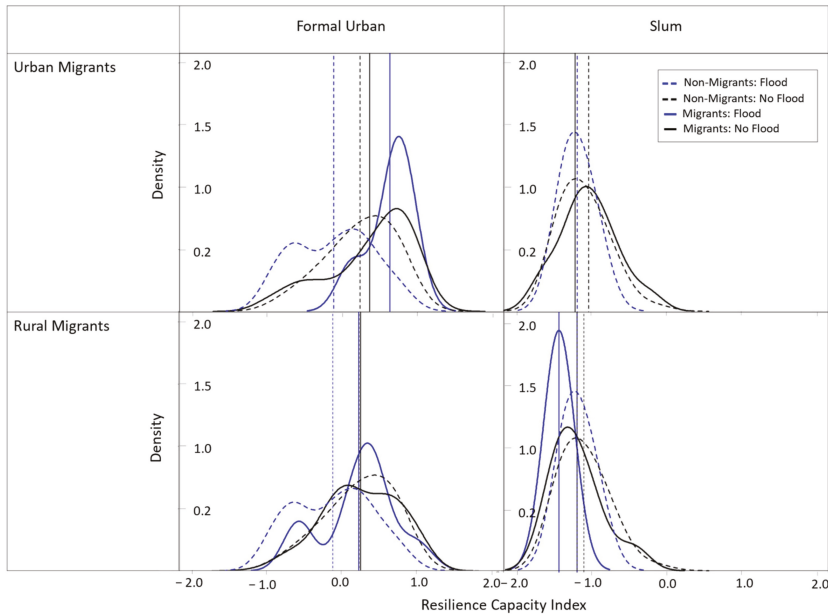 Formal Urban
Slum
Urban Migrants
2.0
1.5
1.0
0.2
Density
2.0
1.5
1.0
0.2
Non-Migrants: Flood
Non-Migrants: No Flood
Migrants: Flood
Migrants: No Flood
Rural Migrants
2.0
1.5
1.0
0.2
Density
2.0
1.5
1.0
0.2
−2.0 −1.0 0.0 1.0 2.0
−2.0 −1.0 0.0 1.0 2.0
Resilience Capacity Index